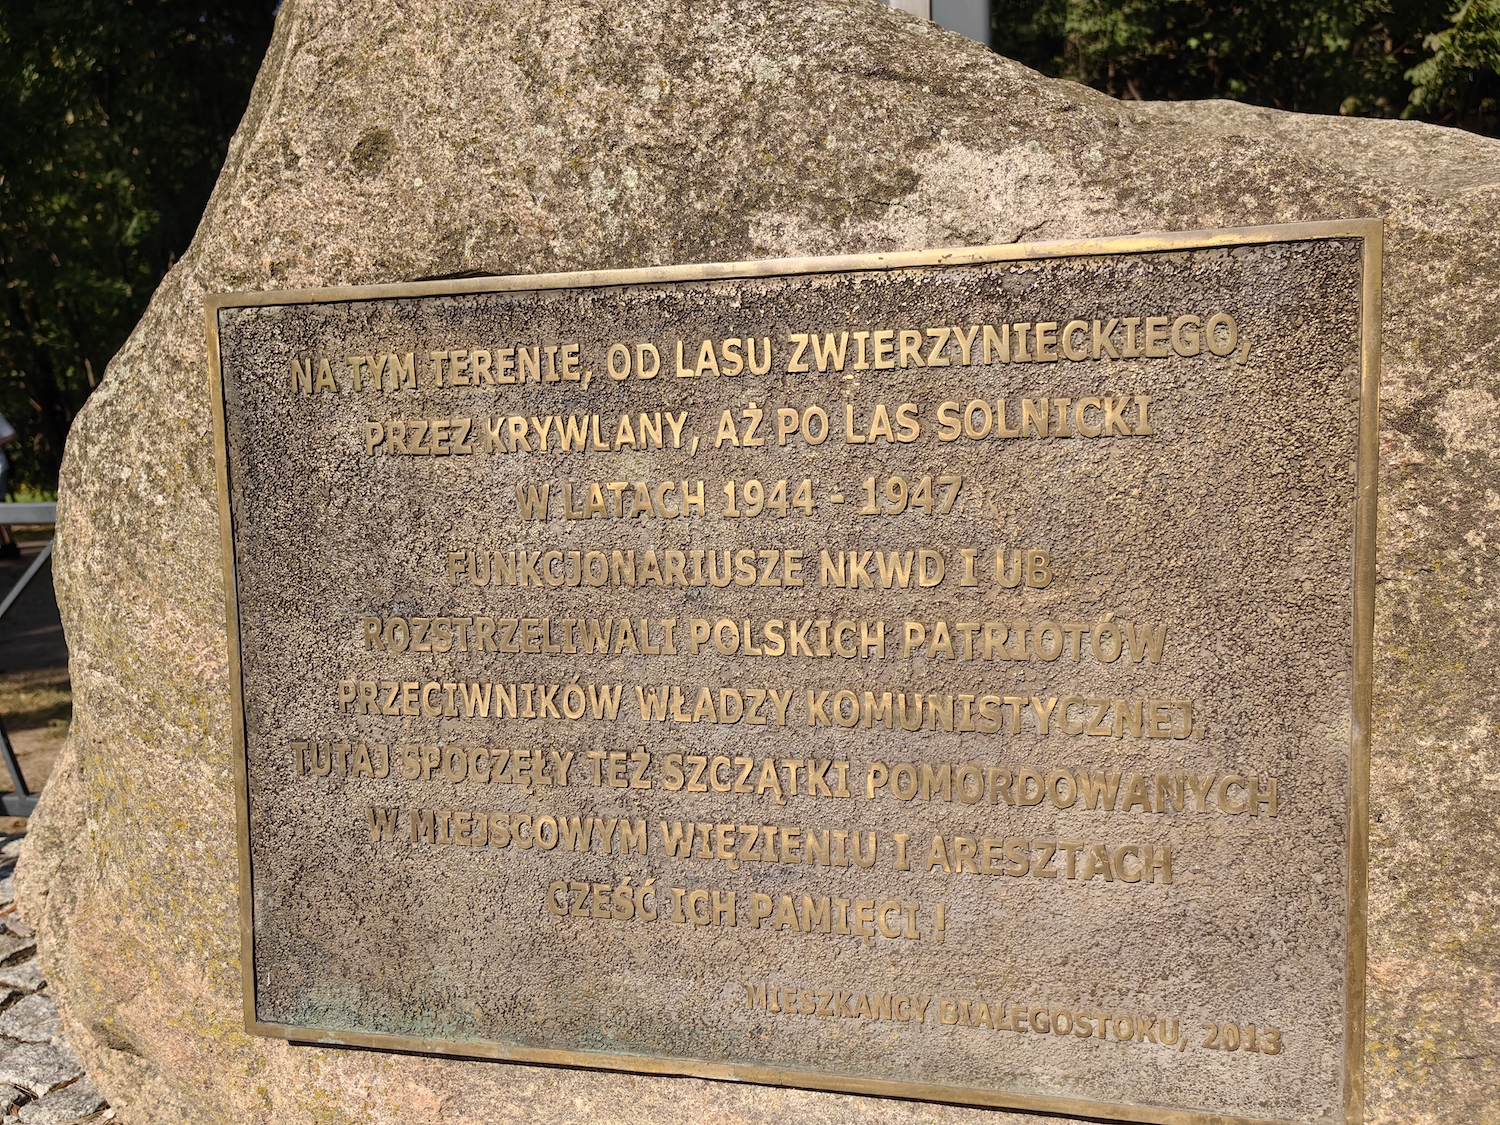 NA TYM TERENIE, OD LASU ZWIERZYNIECKIEGO,
PRZEZ KRYWLANY, AŻ PO LAS SOLNICKI
W LATACH 1944 - 1947
FUNKCJONARIUSZE NKWD I UB
ROZSTRZELIWALI POLSKICH PATRIOTÓW
PRZECIWNIKÓW WŁADZY KOMUNISTYCZNEJ.
TUTAJ SPOCZĘŁY TEŻ SZCZĄTKI POMORDOWANYCH
W MIEJSCOWYM WIĘZIENIU I ARESZTACH
CZEŚĆ ICH PAMIĘCI !
MIESZKAŃCY BIAŁEGOSTOKU, 2013